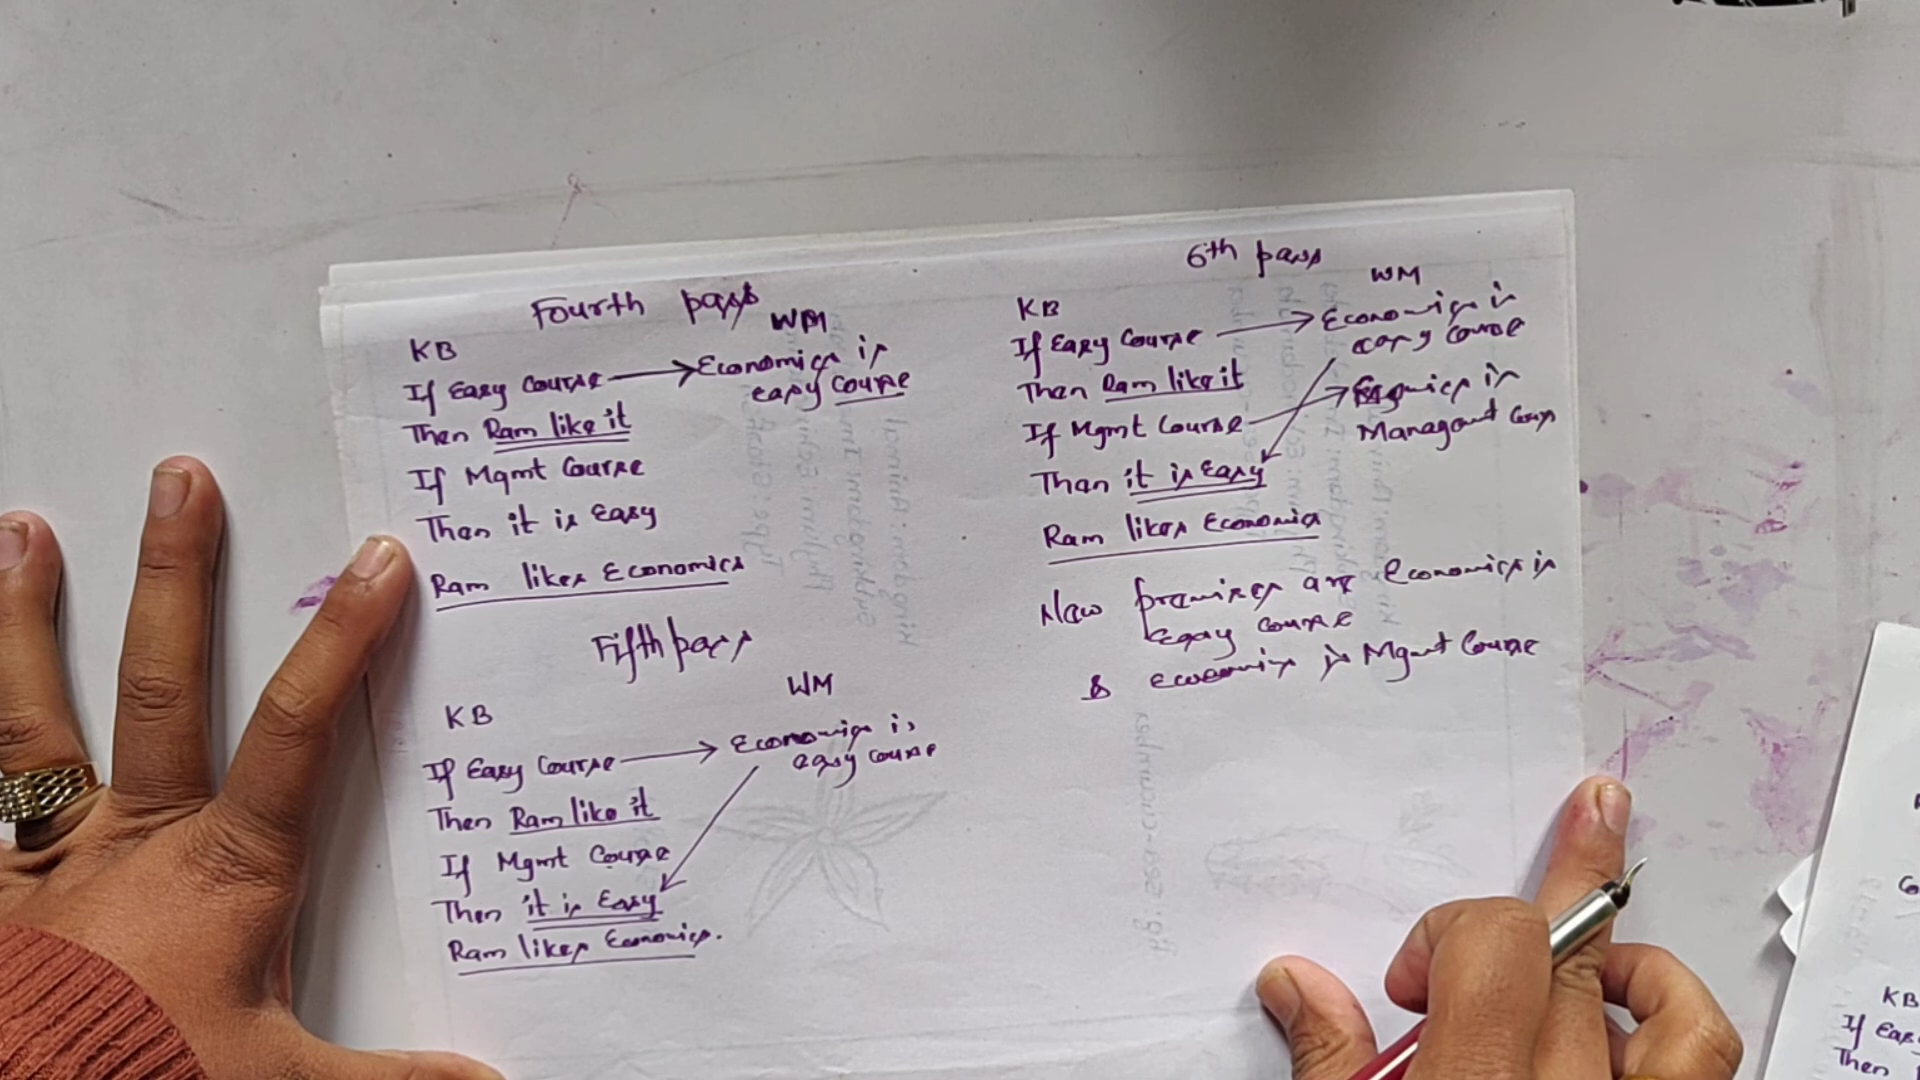 Fourth pass
KB
WM
If Easy Course
Economics is
easy course
Then Ram like it
If Mgmt Course
Then it is Easy
Ram likes Economics
Fifth pass
KB
WM
If Easy Course
Economics is
easy course
Then Ram like it
If Mgmt Course
Then it is Easy
Ram likes Economics.
6th pass
KB
WM
If Easy Course
Economics is
easy course
Then Ram like it
If Mgmt Course
is
Then it is Easy
Ram likes Economics
New premises are Economics is
easy course
& economics is Mgmt Course
KB
If
Then